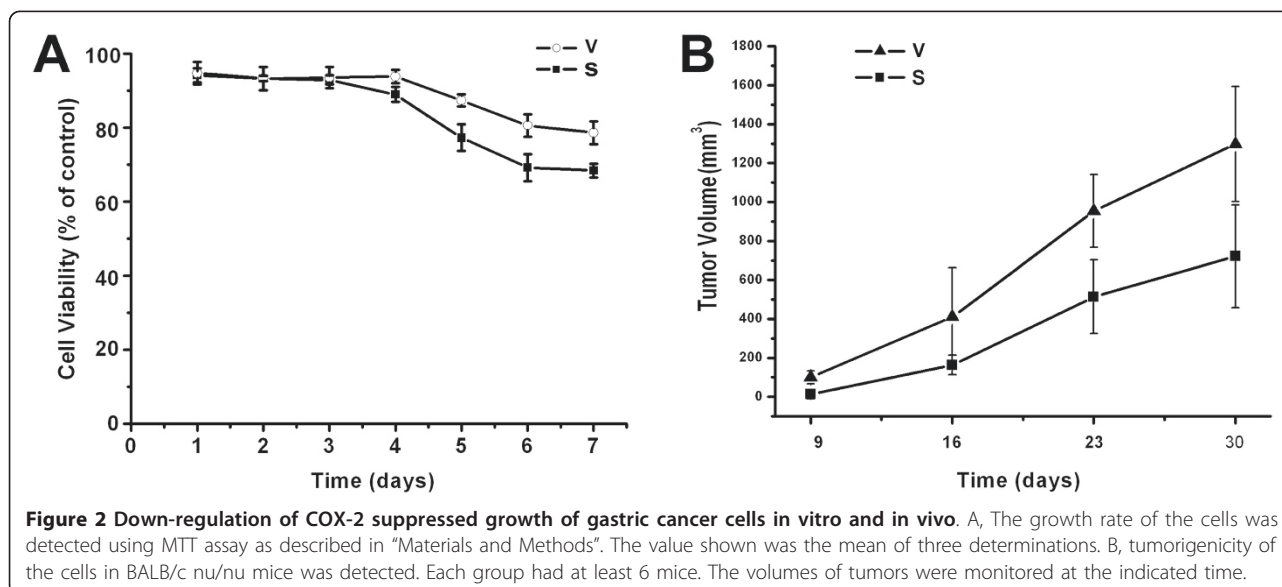 A
V
S
100
80
60
40
20
0
Cell Viability (% of control)
0 1 2 3 4 5 6 7
Time (days)
B
V
S
1800
1600
1400
1200
1000
800
600
400
200
0
Tumor Volume(mm³)
9 16 23 30
Time (days)
Figure 2 Down-regulation of COX-2 suppressed growth of gastric cancer cells in vitro and in vivo. A, The growth rate of the cells was
detected using MTT assay as described in “Materials and Methods”. The value shown was the mean of three determinations. B, tumorigenicity of
the cells in BALB/c nu/nu mice was detected. Each group had at least 6 mice. The volumes of tumors were monitored at the indicated time.